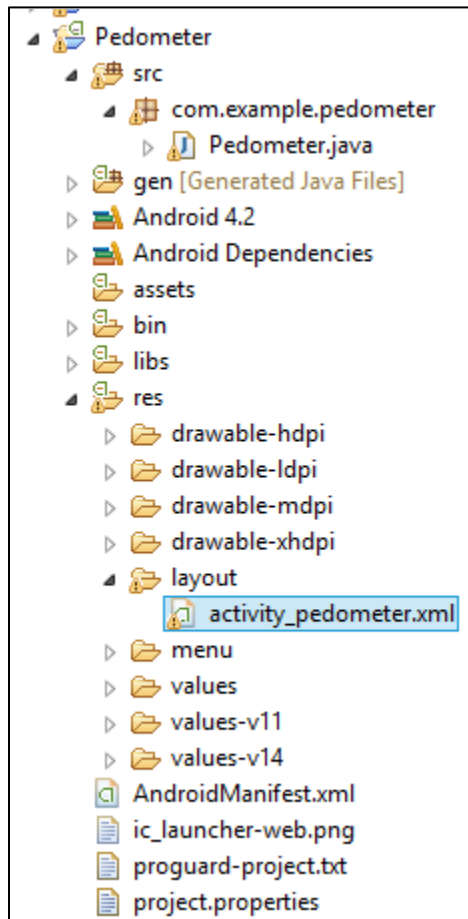 Pedometer
src
com.example.pedometer
Pedometer.java
gen [Generated Java Files]
Android 4.2
Android Dependencies
assets
bin
libs
res
drawable-hdpi
drawable-ldpi
drawable-mdpi
drawable-xhdpi
layout
activity_pedometer.xml
menu
values
values-v11
values-v14
AndroidManifest.xml
ic_launcher-web.png
proguard-project.txt
project.properties